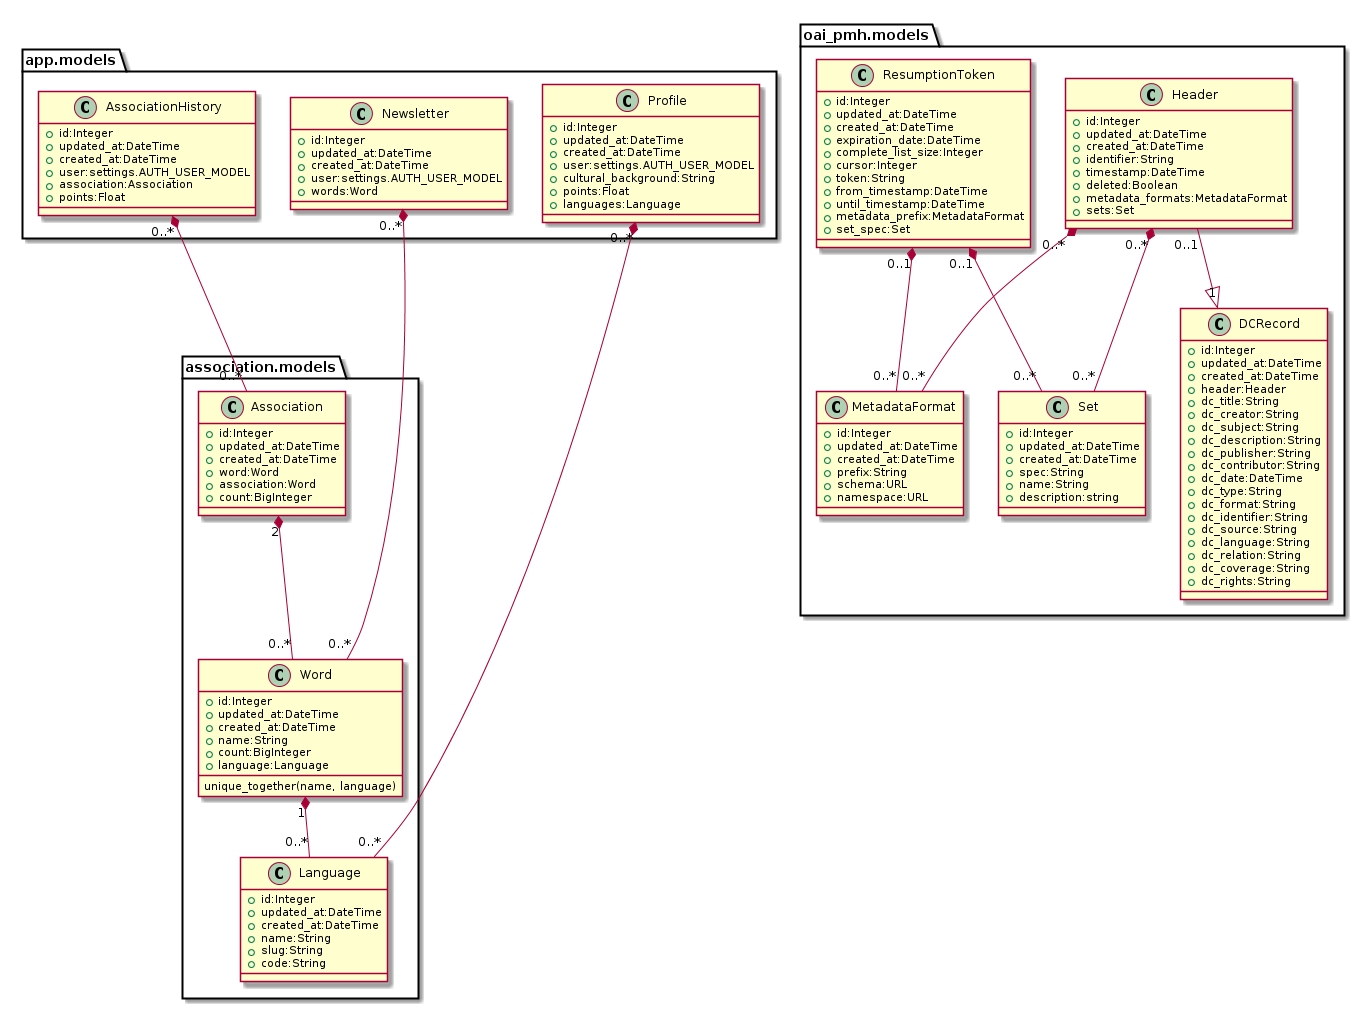 app.models
C AssociationHistory
id:Integer
updated_at:DateTime
created_at:DateTime
user:settings.AUTH_USER_MODEL
association:Association
points:Float
0..*
C Newsletter
id:Integer
updated_at:DateTime
created_at:DateTime
user:settings.AUTH_USER_MODEL
words:Word
0..*
C Profile
id:Integer
updated_at:DateTime
created_at:DateTime
user:settings.AUTH_USER_MODEL
cultural_background:String
points:Float
languages:Language
0..*
association.models
0..*
C Association
id:Integer
updated_at:DateTime
created_at:DateTime
word:Word
association:Word
count:BigInteger
2
0..*
0..*
C Word
id:Integer
updated_at:DateTime
created_at:DateTime
name:String
count:BigInteger
language:Language
unique_together(name, language)
1
0..*
0..*
C Language
id:Integer
updated_at:DateTime
created_at:DateTime
name:String
slug:String
code:String
oai_pmh.models
C ResumptionToken
id:Integer
updated_at:DateTime
created_at:DateTime
expiration_date:DateTime
complete_list_size:Integer
cursor:Integer
token:String
from_timestamp:DateTime
until_timestamp:DateTime
metadata_prefix:MetadataFormat
set_spec:Set
0..1
0..1
C Header
id:Integer
updated_at:DateTime
created_at:DateTime
identifier:String
timestamp:DateTime
deleted:Boolean
metadata_formats:MetadataFormat
sets:Set
0..*
0..*
0..1
1
0..*
0..*
C MetadataFormat
id:Integer
updated_at:DateTime
created_at:DateTime
prefix:String
schema:URL
namespace:URL
0..*
0..*
C Set
id:Integer
updated_at:DateTime
created_at:DateTime
spec:String
name:String
description:string
C DCRecord
id:Integer
updated_at:DateTime
created_at:DateTime
header:Header
dc_title:String
dc_creator:String
dc_subject:String
dc_description:String
dc_publisher:String
dc_contributor:String
dc_date:DateTime
dc_type:String
dc_format:String
dc_identifier:String
dc_source:String
dc_language:String
dc_relation:String
dc_coverage:String
dc_rights:String